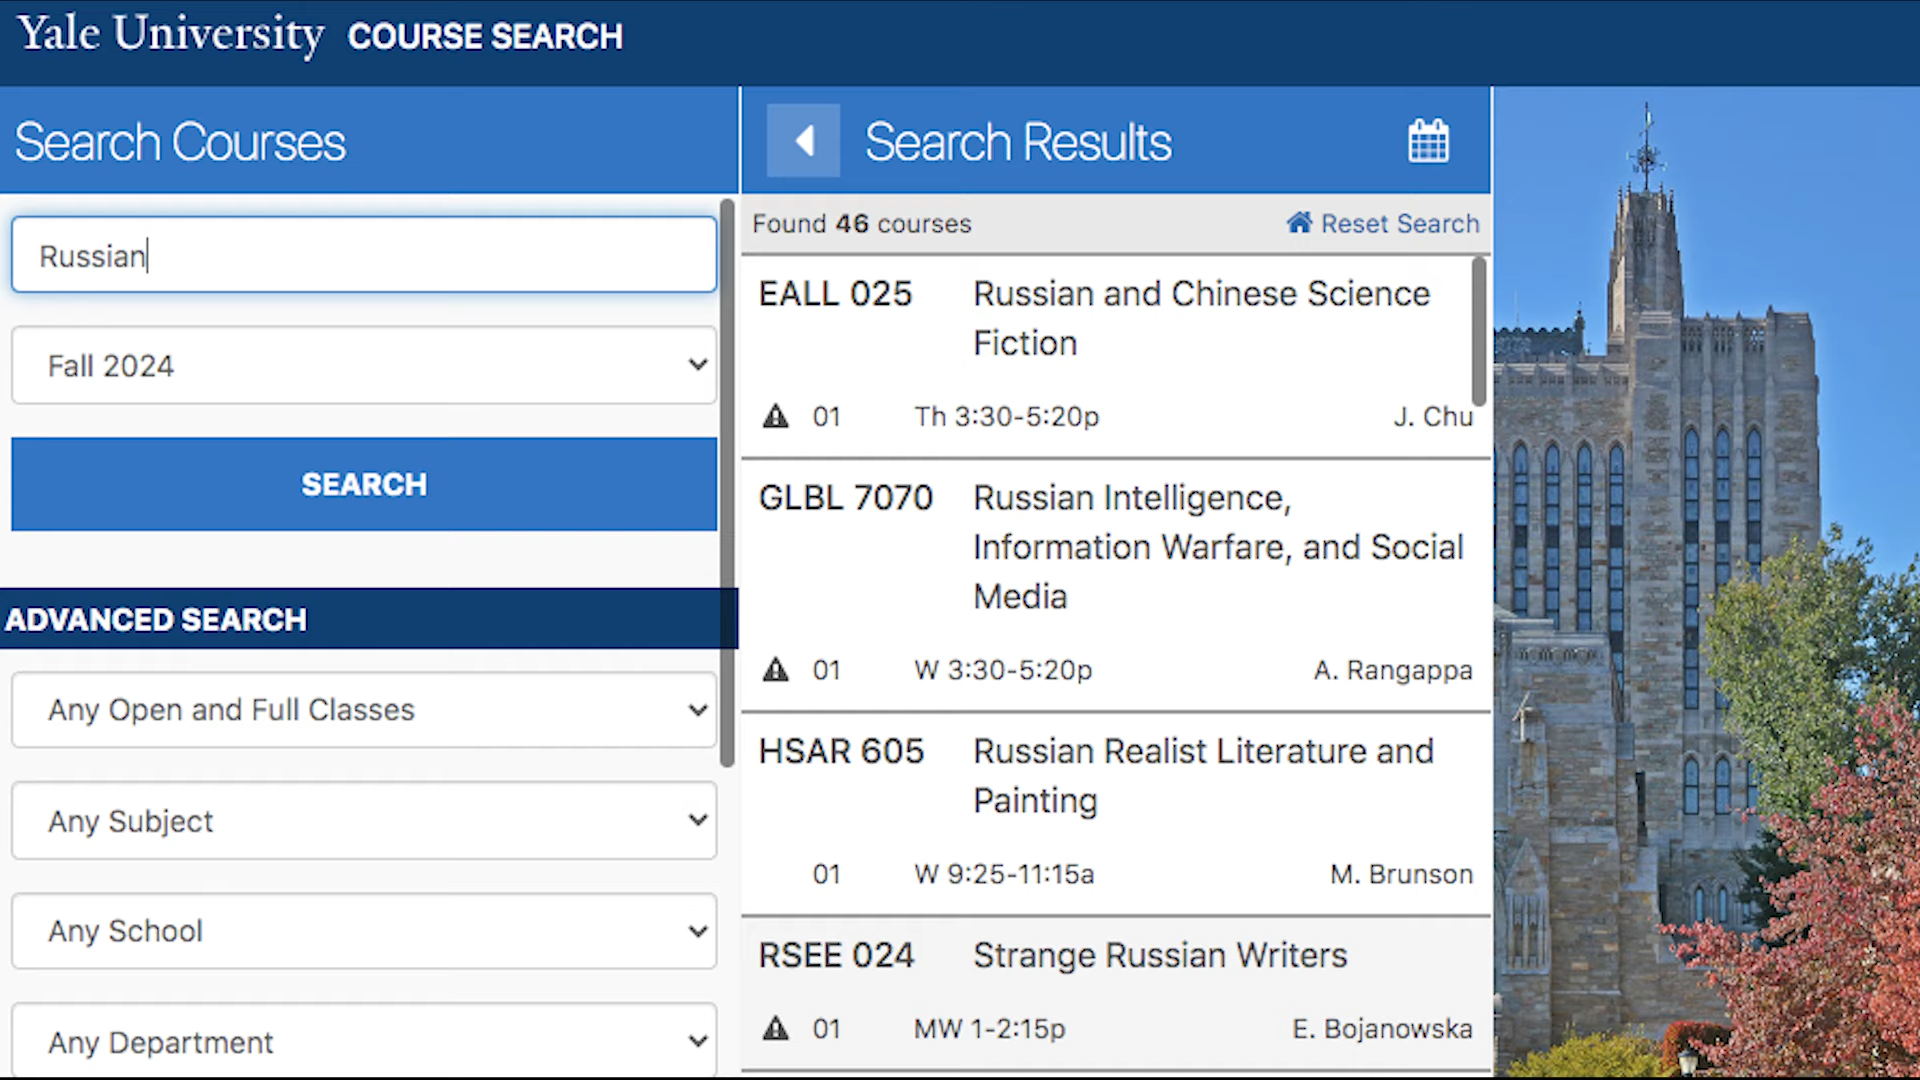 Yale University COURSE SEARCH
Search Courses
Russian
Fall 2024
SEARCH
ADVANCED SEARCH
Any Open and Full Classes
Any Subject
Any School
Any Department
Search Results
Found 46 courses
Reset Search
EALL 025 Russian and Chinese Science
Fiction
01 Th 3:30-5:20p J. Chu
GLBL 7070 Russian Intelligence,
Information Warfare, and Social
Media
01 W 3:30-5:20p A. Rangappa
HSAR 605 Russian Realist Literature and
Painting
01 W 9:25-11:15a M. Brunson
RSEE 024 Strange Russian Writers
01 MW 1-2:15p E. Bojanowska